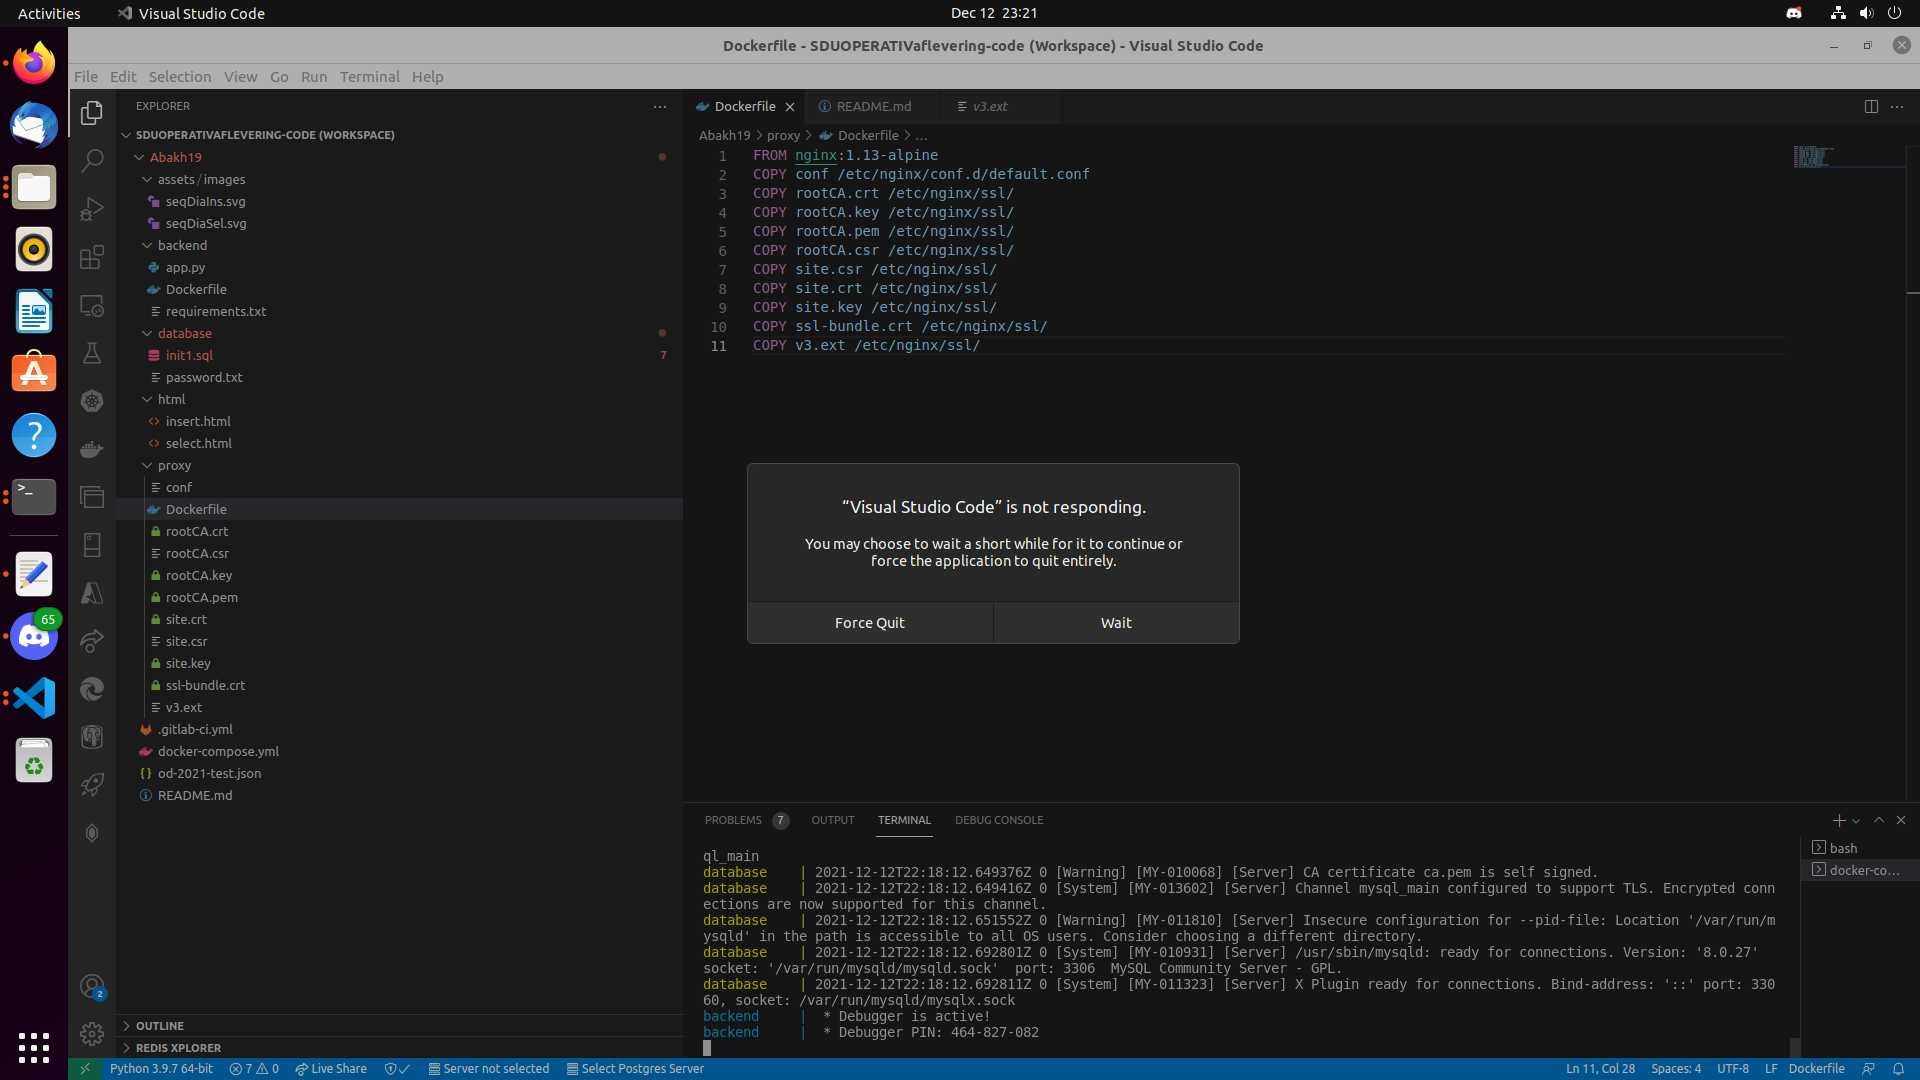 Activities
Visual Studio Code
Dec 12 23:21
Dockerfile - SDUOPERATIVaflevering-code (Workspace) - Visual Studio Code
File Edit Selection View Go Run Terminal Help
EXPLORER
SDUOPERATIVAFLEVERING-CODE (WORKSPACE)
Abakh19
assets/images
seqDiaIns.svg
seqDiaSel.svg
backend
app.py
Dockerfile
requirements.txt
database
init1.sql 7
password.txt
html
insert.html
select.html
proxy
conf
Dockerfile
rootCA.crt
rootCA.csr
rootCA.key
rootCA.pem
site.crt
site.csr
site.key
ssl-bundle.crt
v3.ext
.gitlab-ci.yml
docker-compose.yml
od-2021-test.json
README.md
OUTLINE
REDIS XPLORER
65
2
Dockerfile README.md v3.ext
Abakh19 > proxy > Dockerfile > ...
1 FROM nginx:1.13-alpine
2 COPY conf /etc/nginx/conf.d/default.conf
3 COPY rootCA.crt /etc/nginx/ssl/
4 COPY rootCA.key /etc/nginx/ssl/
5 COPY rootCA.pem /etc/nginx/ssl/
6 COPY rootCA.csr /etc/nginx/ssl/
7 COPY site.csr /etc/nginx/ssl/
8 COPY site.crt /etc/nginx/ssl/
9 COPY site.key /etc/nginx/ssl/
10 COPY ssl-bundle.crt /etc/nginx/ssl/
11 COPY v3.ext /etc/nginx/ssl/
“Visual Studio Code” is not responding.
You may choose to wait a short while for it to continue or
force the application to quit entirely.
Force Quit Wait
PROBLEMS 7 OUTPUT TERMINAL DEBUG CONSOLE
bash
docker-co...
ql_main
database | 2021-12-12T22:18:12.649376Z 0 [Warning] [MY-010068] [Server] CA certificate ca.pem is self signed.
database | 2021-12-12T22:18:12.649416Z 0 [System] [MY-013602] [Server] Channel mysql_main configured to support TLS. Encrypted conn
ections are now supported for this channel.
database | 2021-12-12T22:18:12.651552Z 0 [Warning] [MY-011810] [Server] Insecure configuration for --pid-file: Location '/var/run/m
ysqld' in the path is accessible to all OS users. Consider choosing a different directory.
database | 2021-12-12T22:18:12.692801Z 0 [System] [MY-010931] [Server] /usr/sbin/mysqld: ready for connections. Version: '8.0.27'
socket: '/var/run/mysqld/mysqld.sock' port: 3306 MySQL Community Server - GPL.
database | 2021-12-12T22:18:12.692811Z 0 [System] [MY-011323] [Server] X Plugin ready for connections. Bind-address: '::' port: 330
60, socket: /var/run/mysqld/mysqlx.sock
backend | * Debugger is active!
backend | * Debugger PIN: 464-827-082
Python 3.9.7 64-bit 7 0 Live Share Server not selected Select Postgres Server Ln 11, Col 28 Spaces: 4 UTF-8 LF Dockerfile